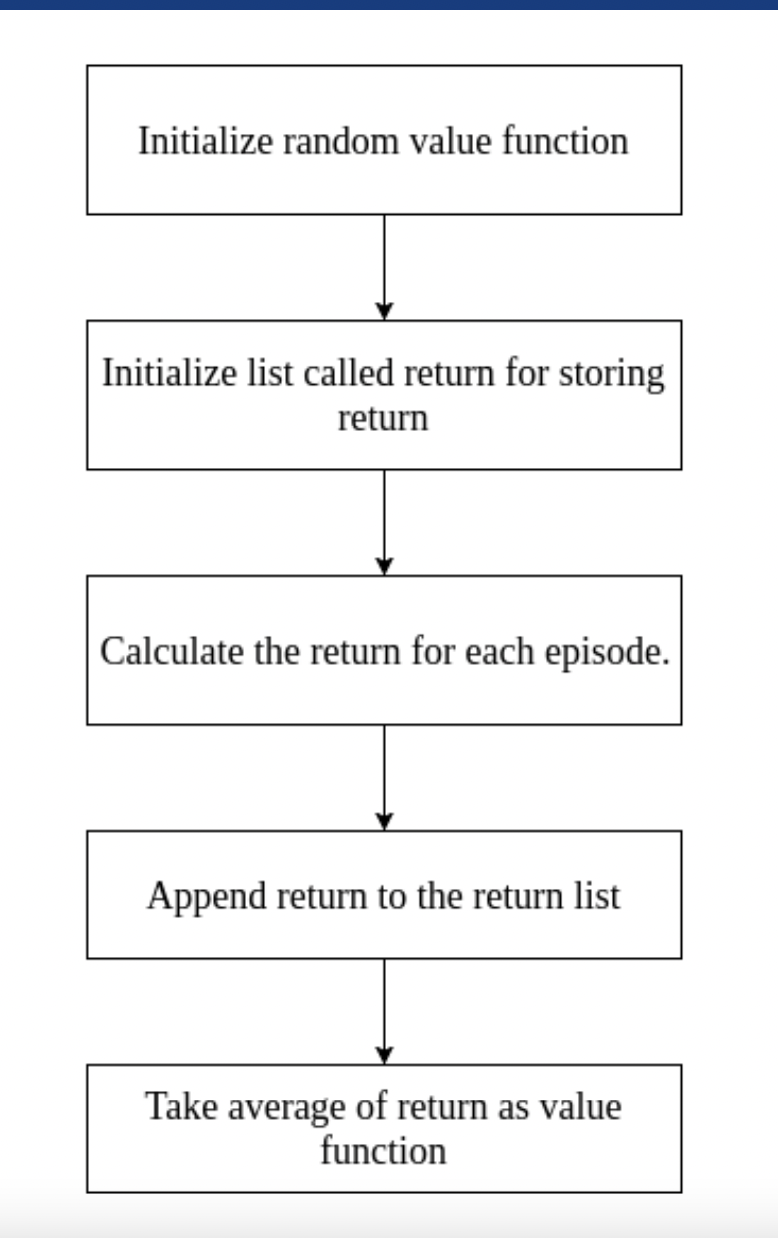 Initialize random value function
Initialize list called return for storing
return
Calculate the return for each episode.
Append return to the return list
Take average of return as value
function